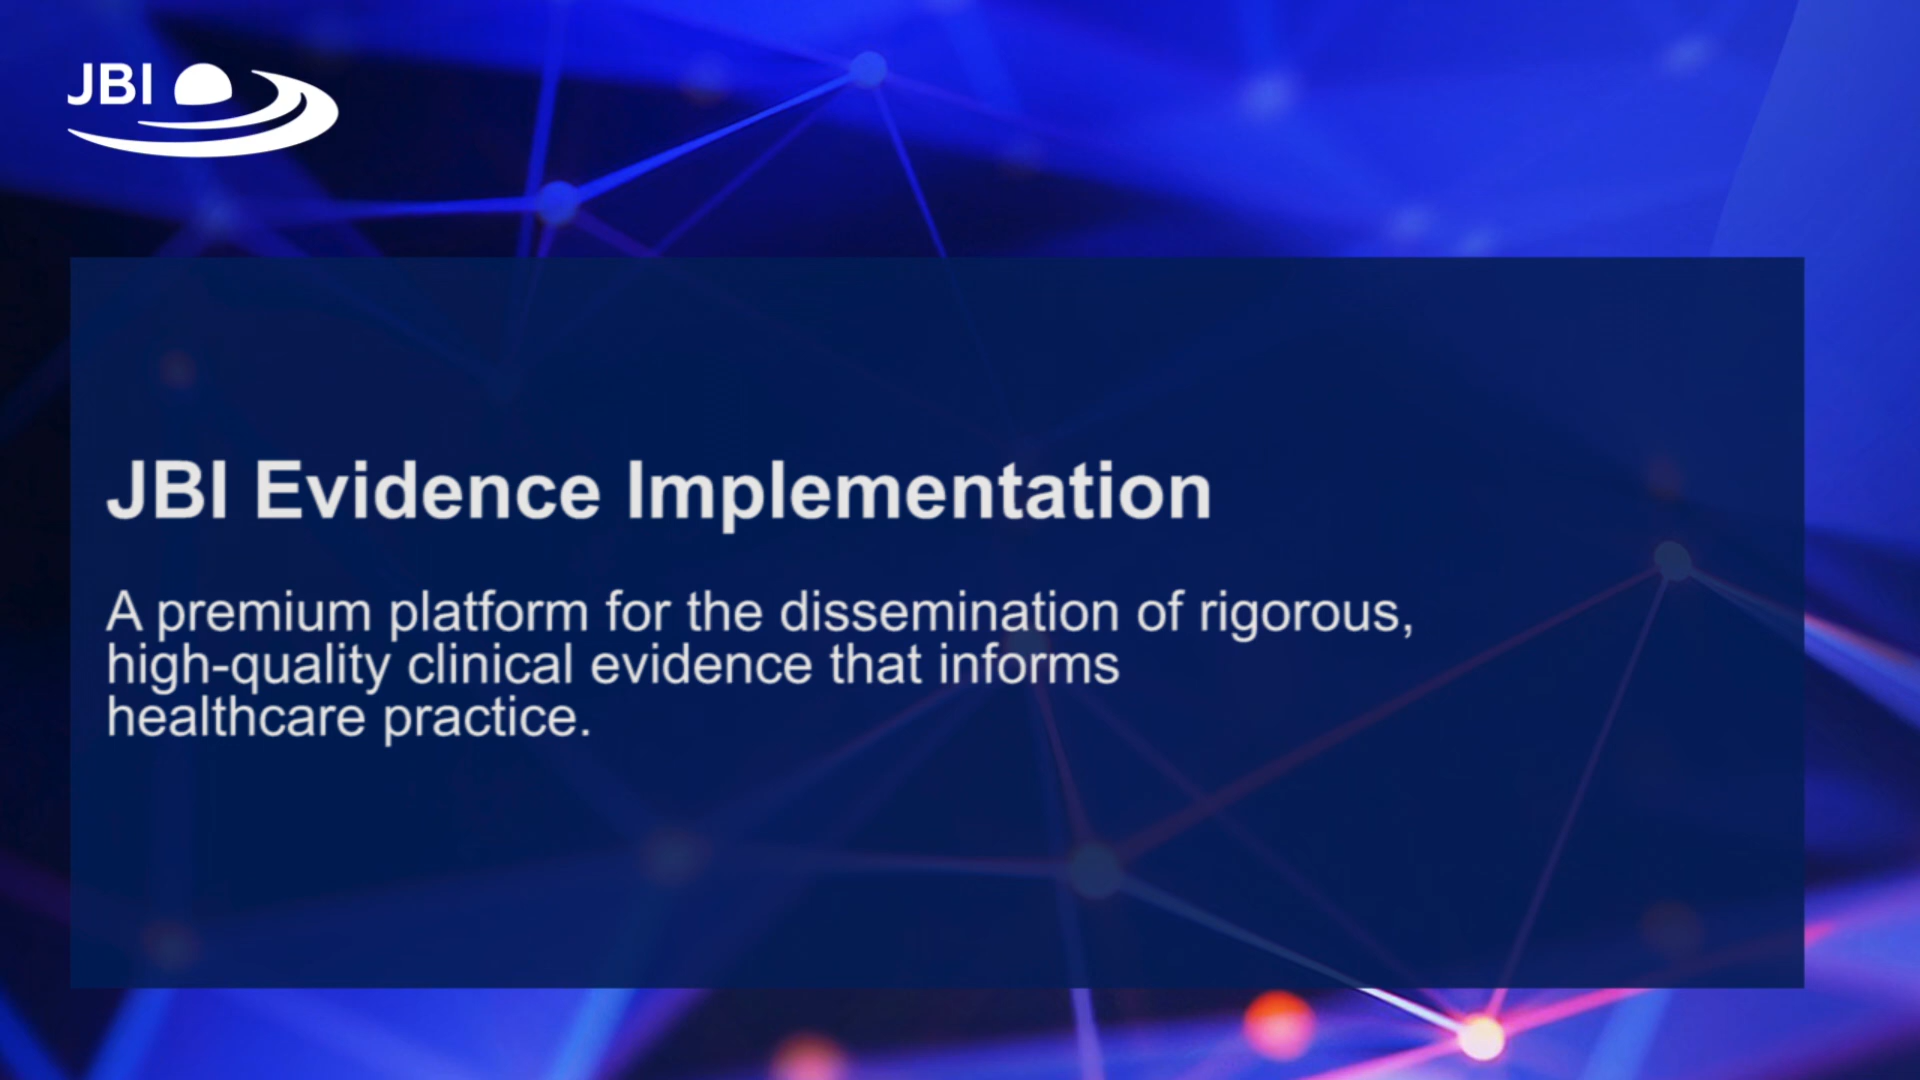 JBI
JBI Evidence Implementation
A premium platform for the dissemination of rigorous,
high-quality clinical evidence that informs
healthcare practice.